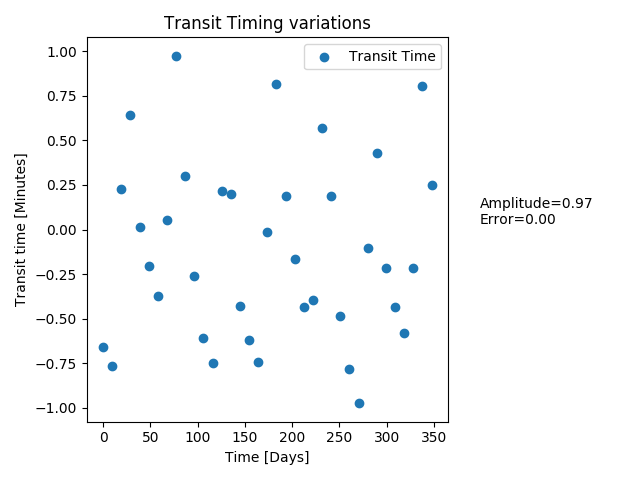 Transit Timing variations
Transit Time
1.00
0.75
0.50
0.25
0.00
−0.25
−0.50
−0.75
−1.00
Transit time [Minutes]
0 50 100 150 200 250 300 350
Time [Days]
Amplitude=0.97
Error=0.00